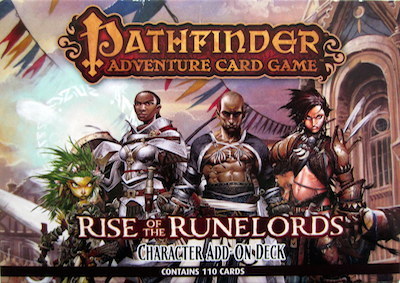 PATHFINDER
ADVENTURE CARD GAME
RISE OF THE RUNELORDS
CHARACTER ADD-ON DECK
CONTAINS 110 CARDS